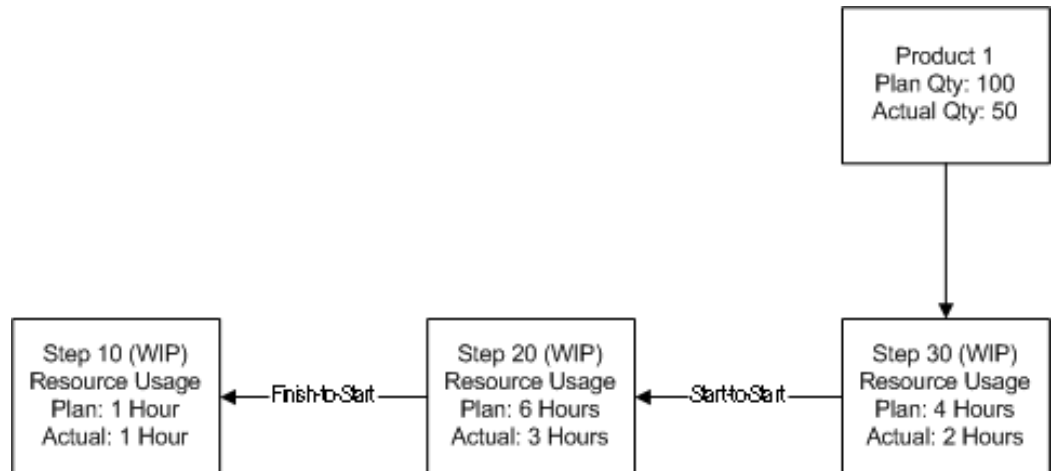 Product 1
Plan Qty: 100
Actual Qty: 50
Step 10 (WIP)
Resource Usage
Plan: 1 Hour
Actual: 1 Hour
Finish-to-Start
Step 20 (WIP)
Resource Usage
Plan: 6 Hours
Actual: 3 Hours
Start-to-Start
Step 30 (WIP)
Resource Usage
Plan: 4 Hours
Actual: 2 Hours